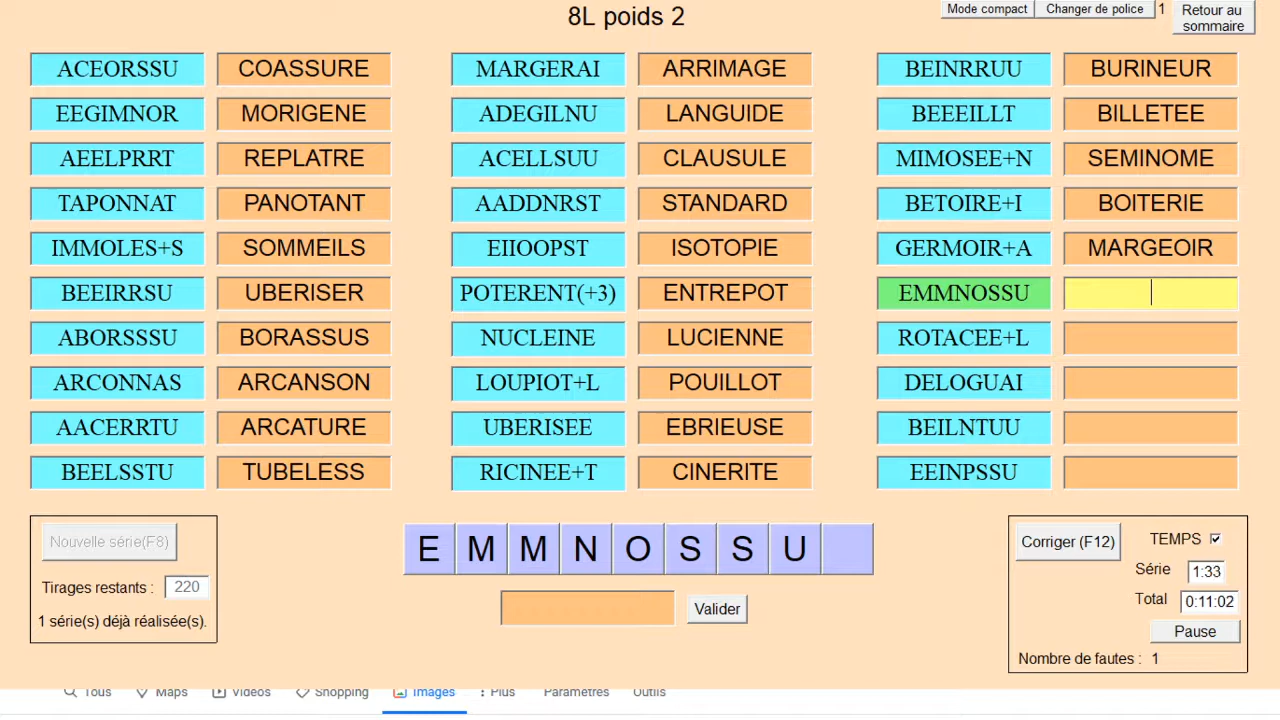 8L poids 2
Mode compact Changer de police 1 Retour au sommaire
ACEORSSU COASSURE MARGERAI ARRIMAGE BEINRRUU BURINEUR
EEGIMNOR MORIGENE ADEGILNU LANGUIDE BEEEILLT BILLETEE
AEELPRRT REPLATRE ACELLSUU CLAUSULE MIMOSEE+N SEMINOME
TAPONNAT PANOTANT AADDNRST STANDARD BETOIRE+I BOITERIE
IMMOLES+S SOMMEILS EIIOOPST ISOTOPIE GERMOIR+A MARGEOIR
BEEIRRSU UBERISER POTERENT(+3) ENTREPOT EMMNOSSU
ABORSSSU BORASSUS NUCLEINE LUCIENNE ROTACEE+L
ARCONNAS ARCANSON LOUPIOT+L POUILLOT DELOGUAI
AACERRTU ARCATURE UBERISEE EBRIEUSE BEILNTUU
BEELSSTU TUBELESS RICINEE+T CINERITE EEINPSSU
Nouvelle série(F8)
Tirages restants : 220
1 série(s) déjà réalisée(s).
E M M N O S S U
Valider
Corriger (F12) TEMPS
Série 1:33
Total 0:11:02
Pause
Nombre de fautes : 1
Tous Maps Vidéos Shopping Images Plus Paramètres Outils